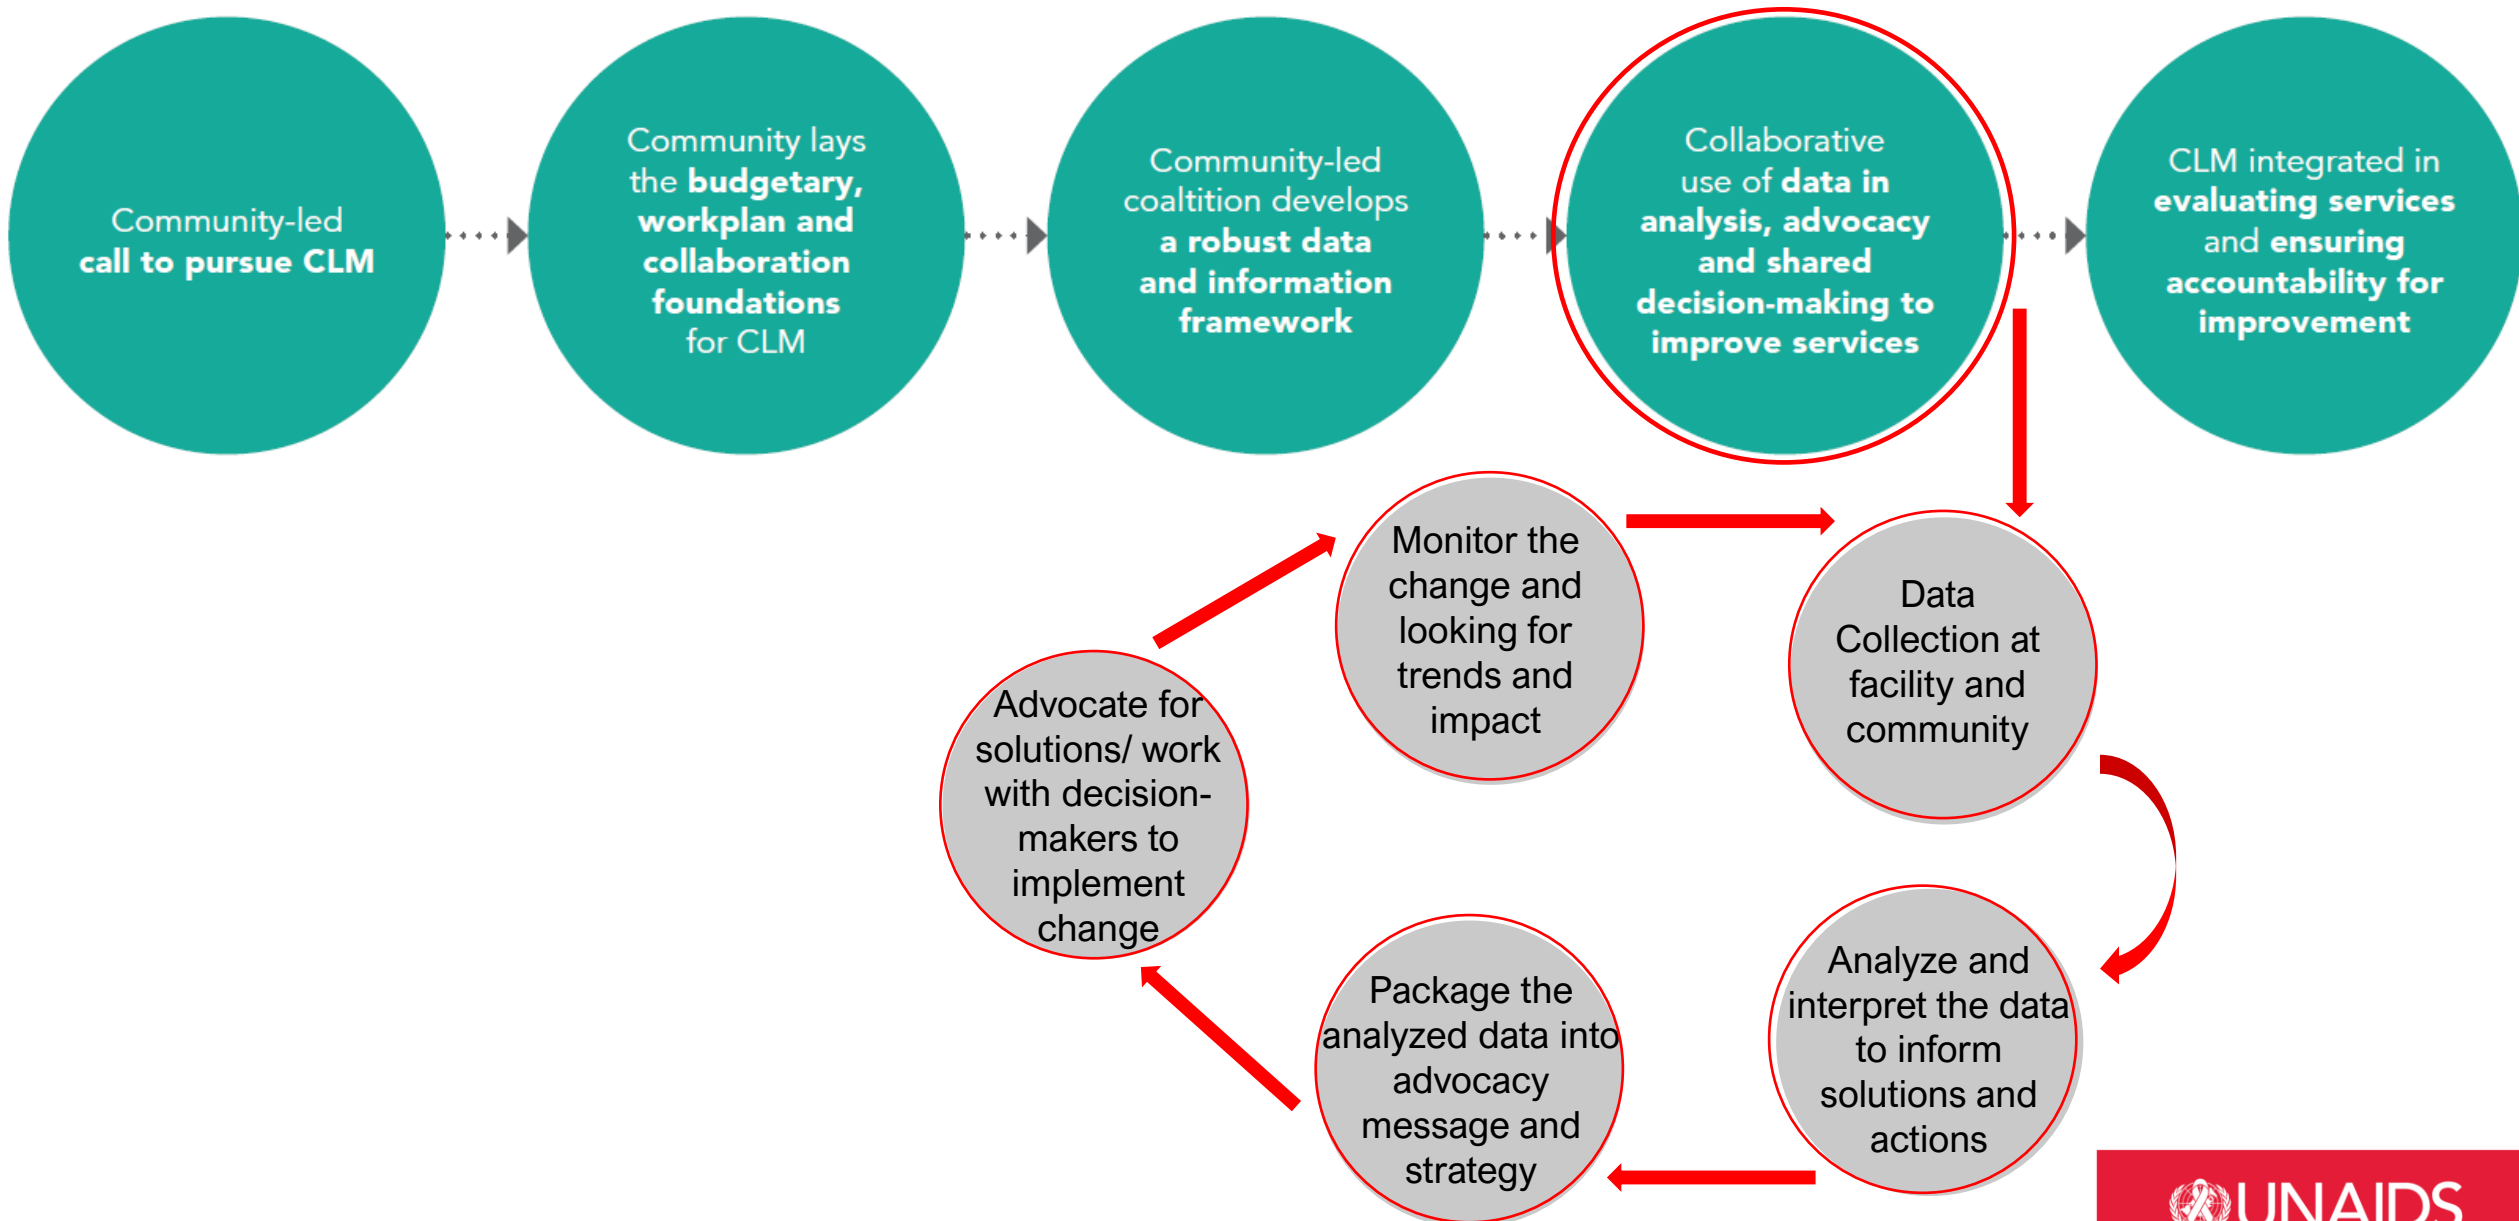 Community-led
call to pursue CLM
Community lays
the budgetary,
workplan and
collaboration
foundations
for CLM
Community-led
coaltition develops
a robust data
and information
framework
Collaborative
use of data in
analysis, advocacy
and shared
decision-making to
improve services
CLM integrated in
evaluating services
and ensuring
accountability for
improvement
Monitor the
change and
looking for
trends and
impact
Data
Collection at
facility and
community
Advocate for
solutions/ work
with decision-
makers to
implement
change
Package the
analyzed data into
advocacy
message and
strategy
Analyze and
interpret the data
to inform
solutions and
actions
UNAIDS